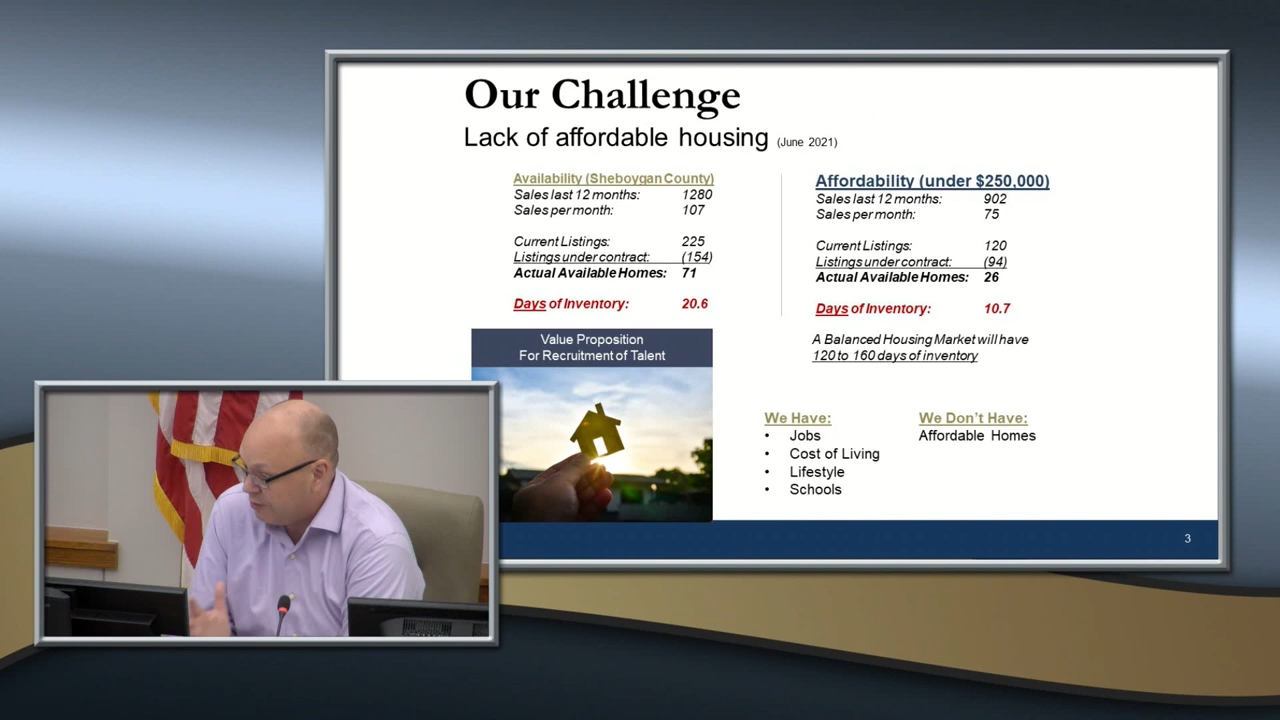 Our Challenge
Lack of affordable housing (June 2021)
Availability (Sheboygan County)
Sales last 12 months: 1280
Sales per month: 107
Current Listings: 225
Listings under contract: (154)
Actual Available Homes: 71
Days of Inventory: 20.6
Value Proposition
For Recruitment of Talent
Affordability (under $250,000)
Sales last 12 months: 902
Sales per month: 75
Current Listings: 120
Listings under contract: (94)
Actual Available Homes: 26
Days of Inventory: 10.7
A Balanced Housing Market will have
120 to 160 days of inventory
We Have:
• Jobs
• Cost of Living
• Lifestyle
• Schools
We Don't Have:
Affordable Homes
3